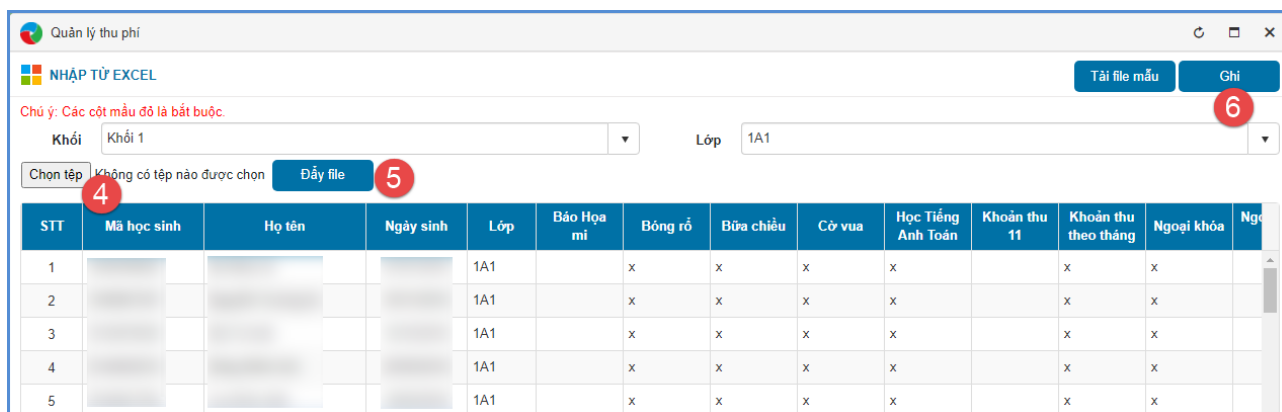 Quản lý thu phí
NHẬP TỪ EXCEL Tải file mẫu Ghi
Chú ý: Các cột mầu đỏ là bắt buộc. 6
Khối Khối 1 Lớp 1A1
Chọn tệp Không có tệp nào được chọn Đẩy file 5
4
STT Mã học sinh Họ tên Ngày sinh Lớp Báo Họa mi Bóng rổ Bữa chiều Cờ vua Học Tiếng Anh Toán Khoản thu 11 Khoản thu theo tháng Ngoại khóa
1 1A1 x x x x x x
2 1A1 x x x x x x
3 1A1 x x x x x x
4 1A1 x x x x x x
5 1A1 x x x x x x